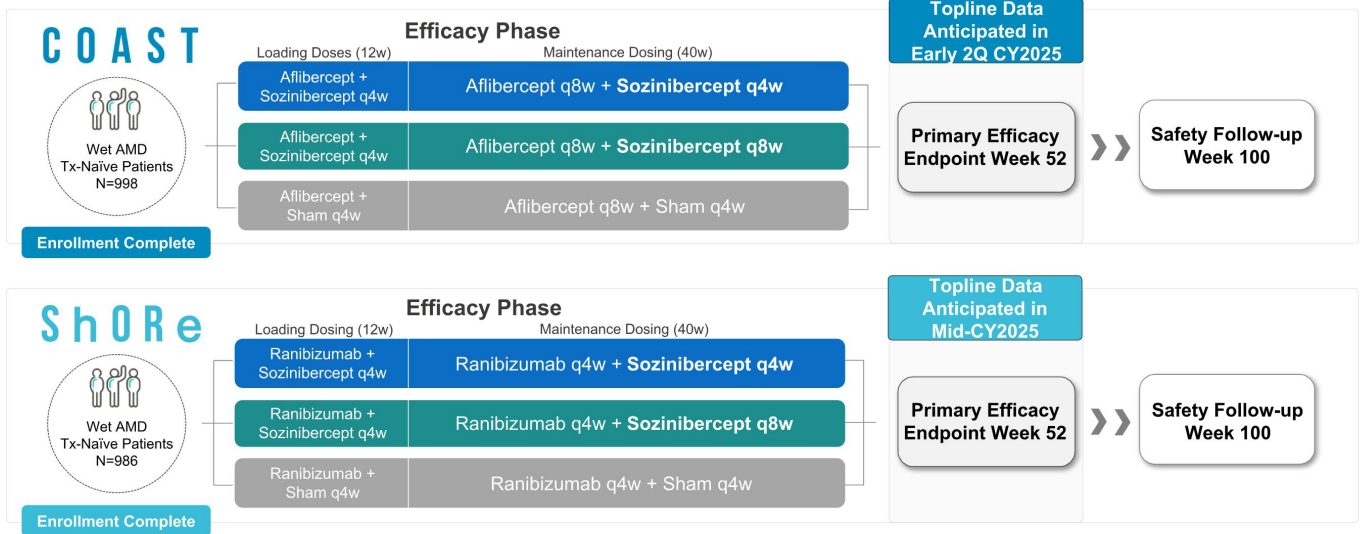 COAST
Efficacy Phase
Loading Doses (12w)
Maintenance Dosing (40w)
Wet AMD
Tx-Naïve Patients
N=998
Enrollment Complete
Aflibercept +
Sozinibercept q4w
Aflibercept q8w + Sozinibercept q4w
Aflibercept +
Sozinibercept q4w
Aflibercept q8w + Sozinibercept q8w
Aflibercept +
Sham q4w
Aflibercept q8w + Sham q4w
Topline Data
Anticipated in
Early 2Q CY2025
Primary Efficacy
Endpoint Week 52
Safety Follow-up
Week 100
ShORe
Efficacy Phase
Loading Dosing (12w)
Maintenance Dosing (40w)
Wet AMD
Tx-Naïve Patients
N=986
Enrollment Complete
Ranibizumab +
Sozinibercept q4w
Ranibizumab q4w + Sozinibercept q4w
Ranibizumab +
Sozinibercept q4w
Ranibizumab q4w + Sozinibercept q8w
Ranibizumab +
Sham q4w
Ranibizumab q4w + Sham q4w
Topline Data
Anticipated in
Mid-CY2025
Primary Efficacy
Endpoint Week 52
Safety Follow-up
Week 100